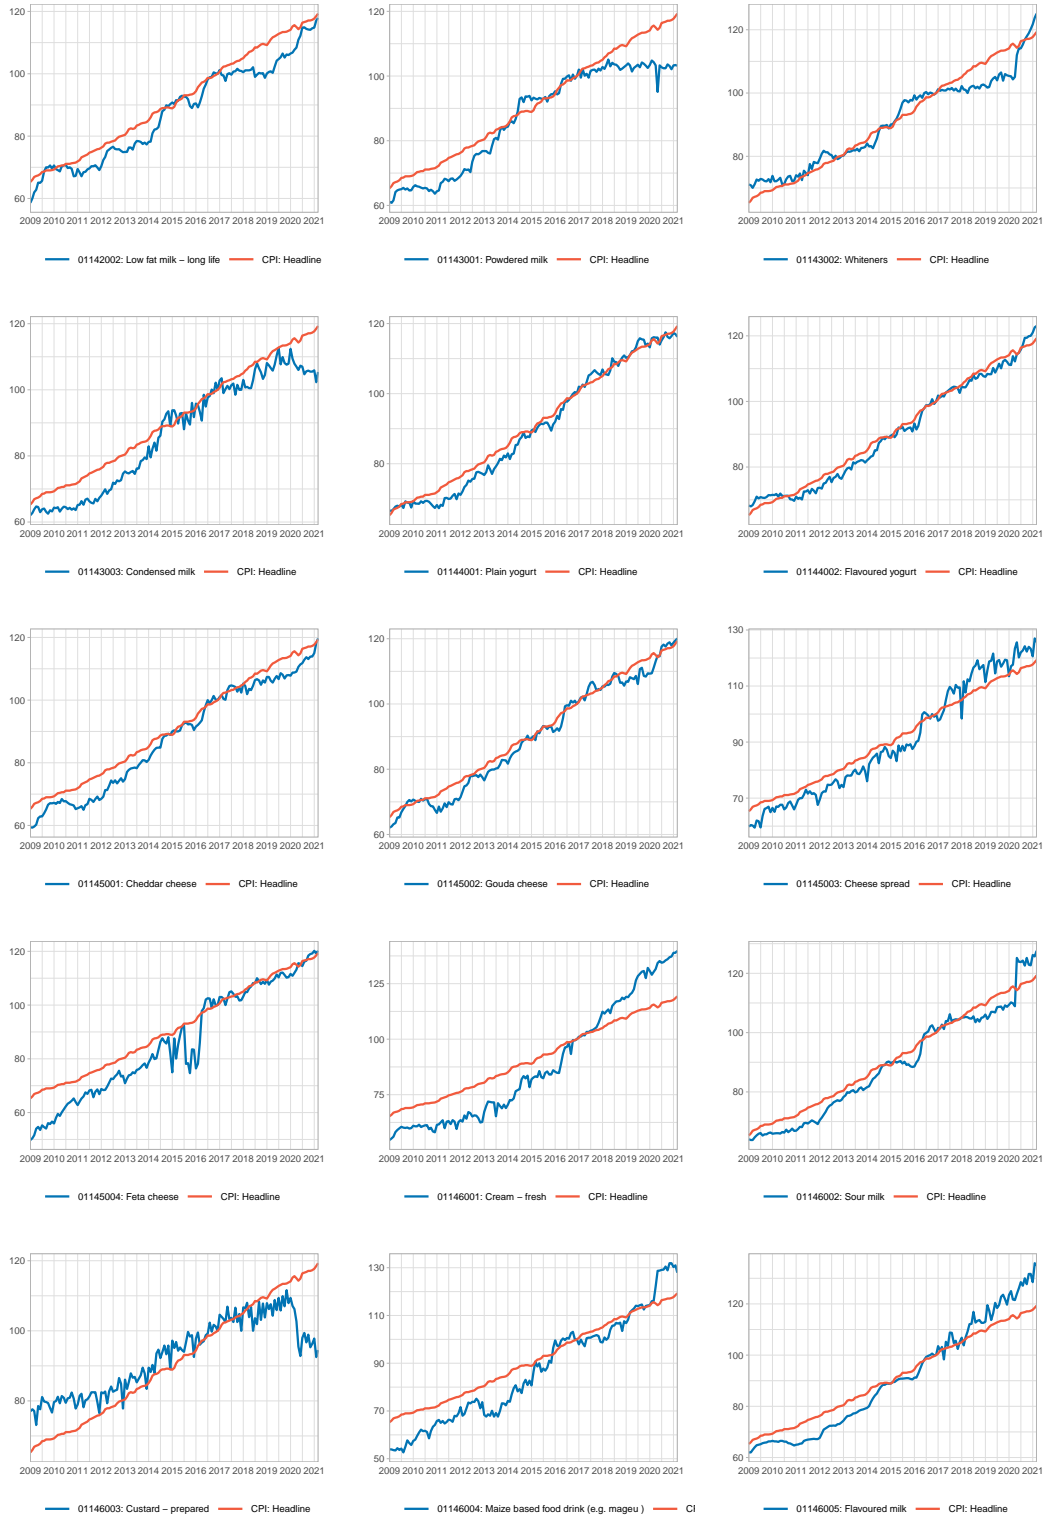 120
100
80
60
2009 2010 2011 2012 2013 2014 2015 2016 2017 2018 2019 2020 2021
01142002: Low fat milk – long life CPI: Headline
120
100
80
60
2009 2010 2011 2012 2013 2014 2015 2016 2017 2018 2019 2020 2021
01143001: Powdered milk CPI: Headline
120
100
80
2009 2010 2011 2012 2013 2014 2015 2016 2017 2018 2019 2020 2021
01143002: Whiteners CPI: Headline
120
100
80
60
2009 2010 2011 2012 2013 2014 2015 2016 2017 2018 2019 2020 2021
01143003: Condensed milk CPI: Headline
120
100
80
2009 2010 2011 2012 2013 2014 2015 2016 2017 2018 2019 2020 2021
01144001: Plain yogurt CPI: Headline
120
100
80
2009 2010 2011 2012 2013 2014 2015 2016 2017 2018 2019 2020 2021
01144002: Flavoured yogurt CPI: Headline
120
100
80
60
2009 2010 2011 2012 2013 2014 2015 2016 2017 2018 2019 2020 2021
01145001: Cheddar cheese CPI: Headline
120
100
80
60
2009 2010 2011 2012 2013 2014 2015 2016 2017 2018 2019 2020 2021
01145002: Gouda cheese CPI: Headline
130
110
90
70
2009 2010 2011 2012 2013 2014 2015 2016 2017 2018 2019 2020 2021
01145003: Cheese spread CPI: Headline
120
100
80
60
2009 2010 2011 2012 2013 2014 2015 2016 2017 2018 2019 2020 2021
01145004: Feta cheese CPI: Headline
125
100
75
2009 2010 2011 2012 2013 2014 2015 2016 2017 2018 2019 2020 2021
01146001: Cream – fresh CPI: Headline
120
100
80
2009 2010 2011 2012 2013 2014 2015 2016 2017 2018 2019 2020 2021
01146002: Sour milk CPI: Headline
120
100
80
2009 2010 2011 2012 2013 2014 2015 2016 2017 2018 2019 2020 2021
01146003: Custard – prepared CPI: Headline
130
110
90
70
50
2009 2010 2011 2012 2013 2014 2015 2016 2017 2018 2019 2020 2021
01146004: Maize based food drink (e.g. mageu ) CI
120
100
80
60
2009 2010 2011 2012 2013 2014 2015 2016 2017 2018 2019 2020 2021
01146005: Flavoured milk CPI: Headline